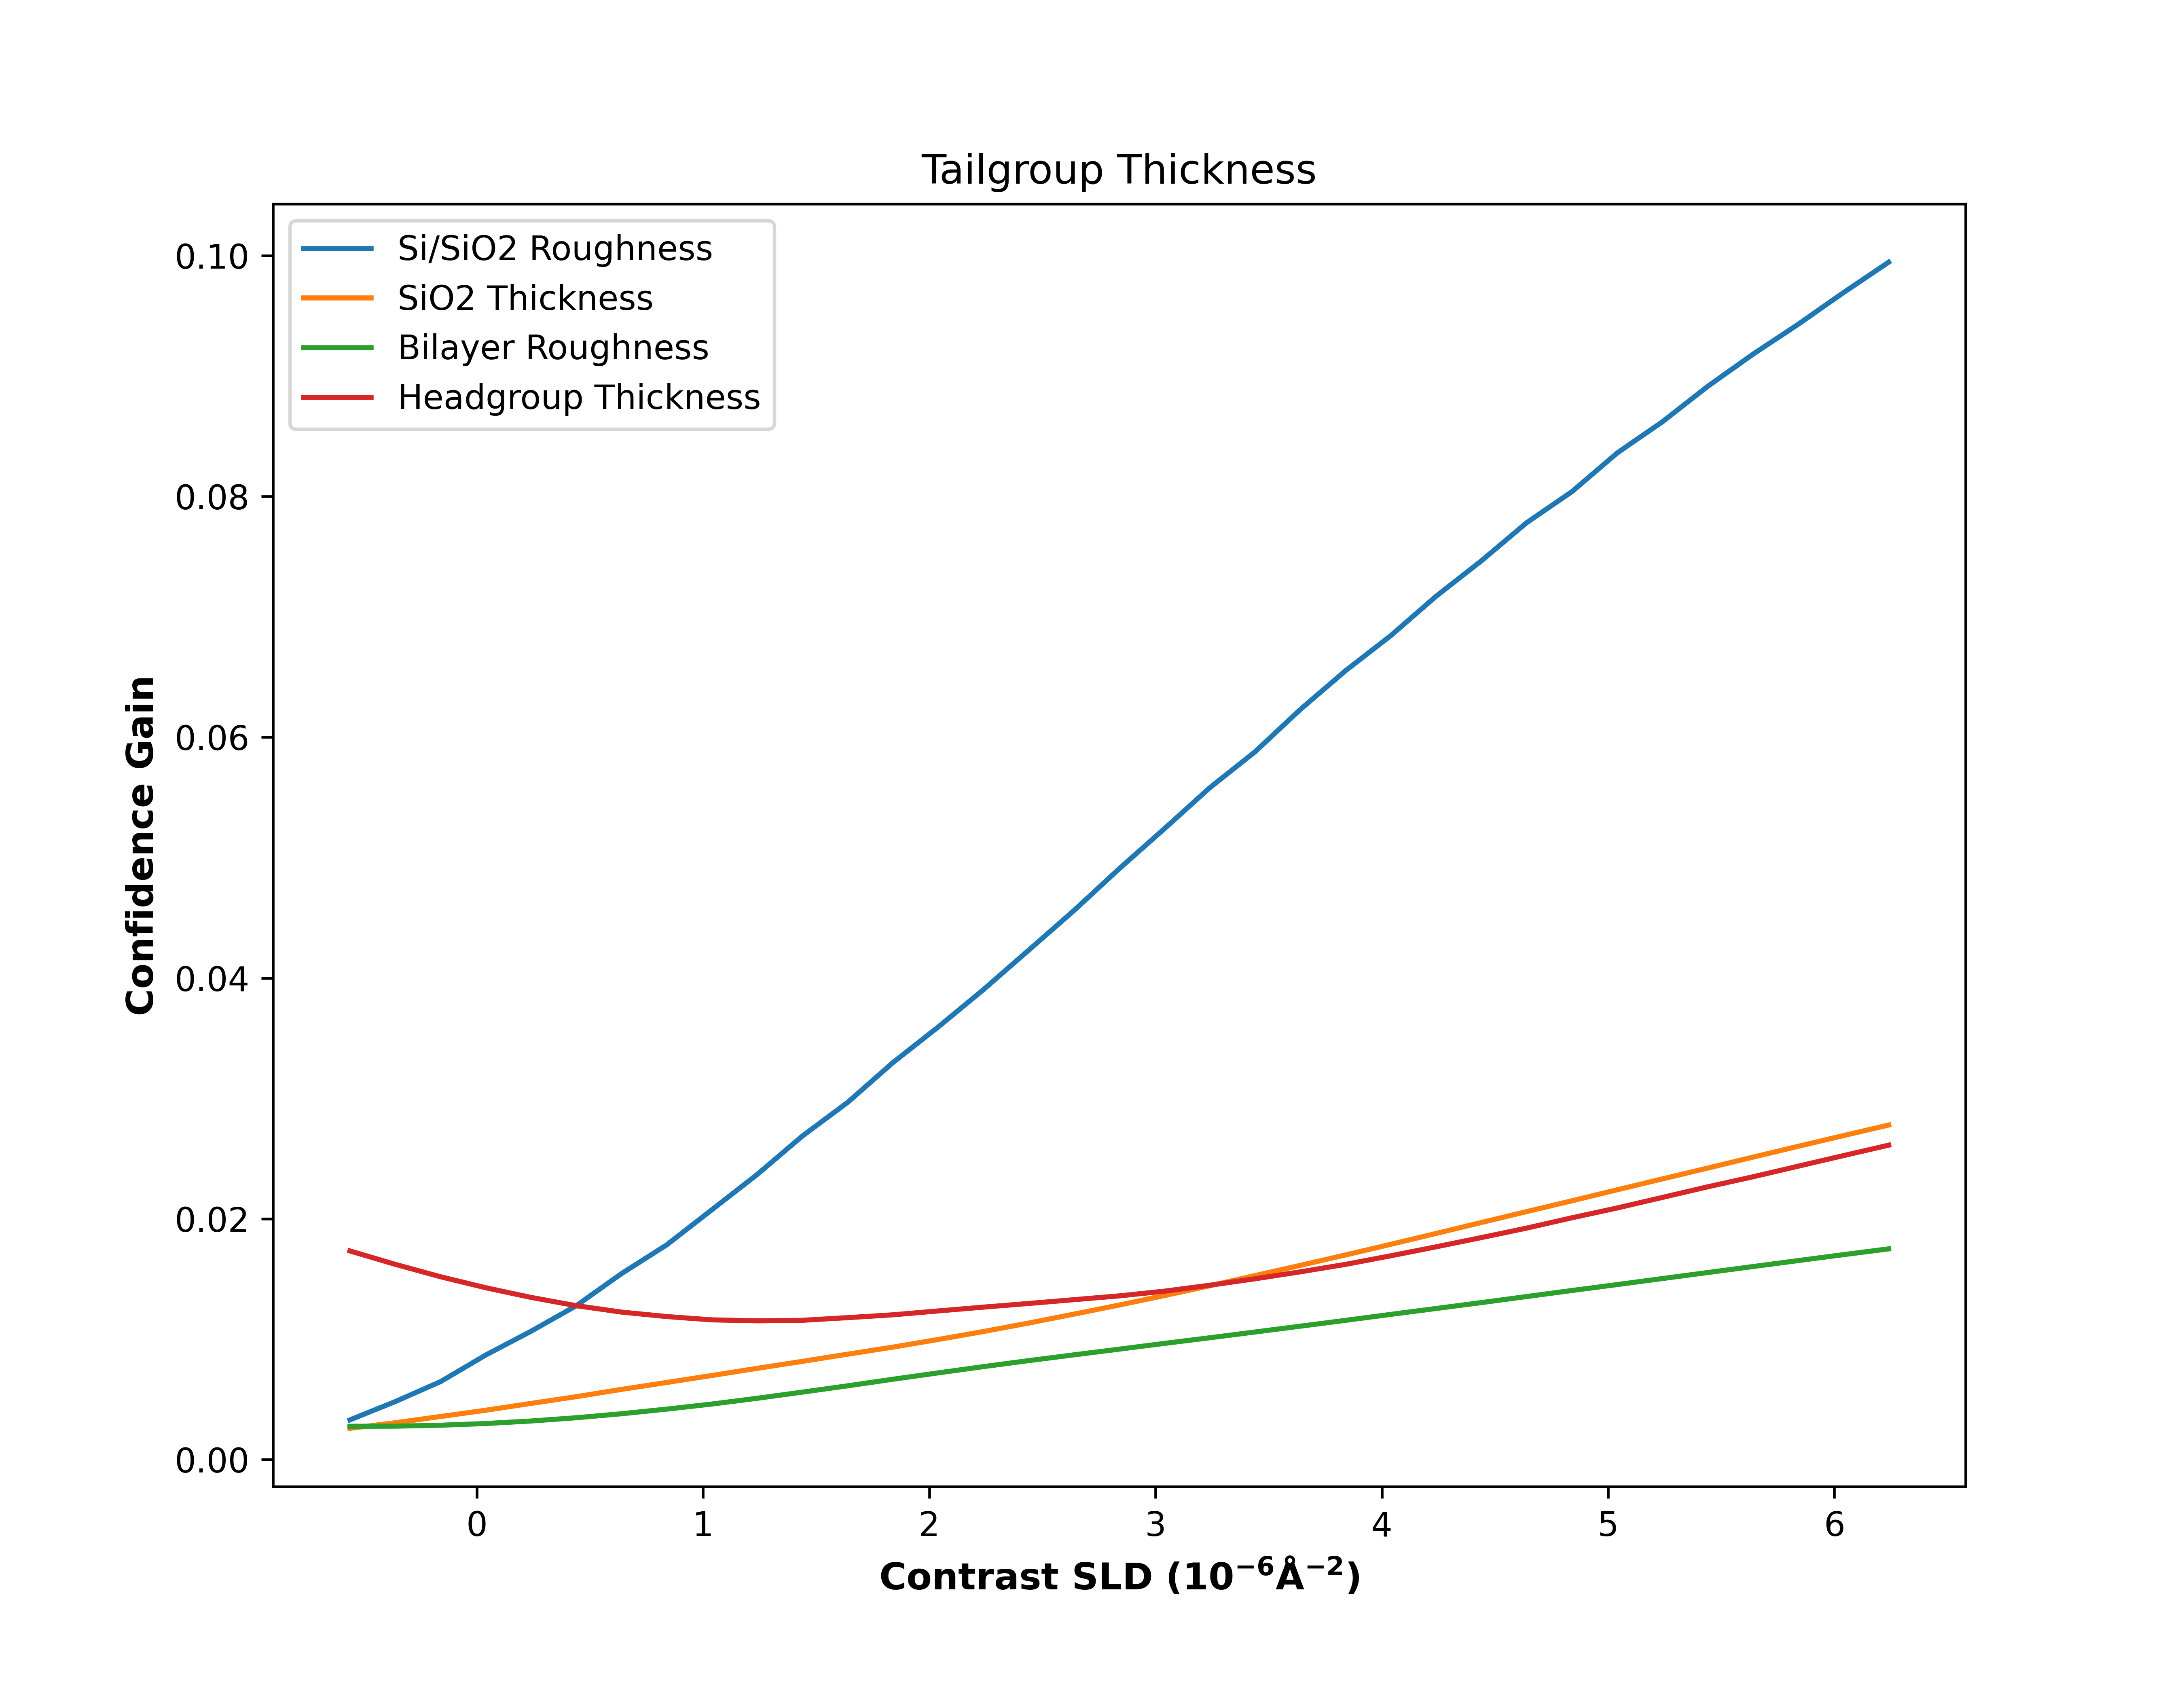 Tailgroup Thickness
Si/SiO2 Roughness
SiO2 Thickness
Bilayer Roughness
Headgroup Thickness
0.10
0.08
0.06
0.04
0.02
0.00
Confidence Gain
0 1 2 3 4 5 6
Contrast SLD (10⁻⁶Å⁻²)